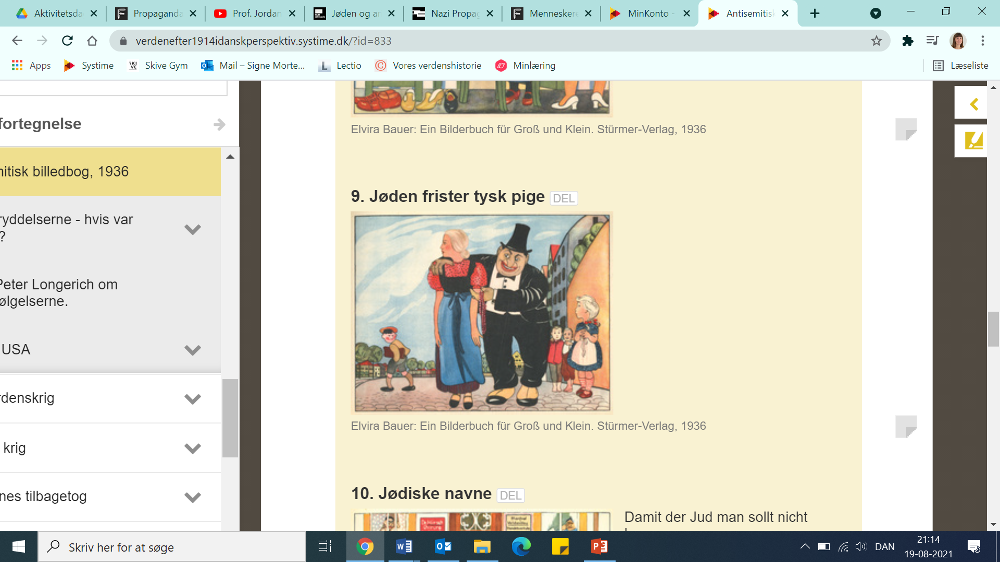 Aktivitetsda
Propaganda
Prof. Jordan
Jøden og ar
Nazi Propag
Menneskere
MinKonto -
Antisemitisk
verdenefter1914idanskperspektiv.systime.dk/?id=833
Apps
Systime
Skive Gym
Mail – Signe Morte...
Lectio
Vores verdenshistorie
Minlæring
Læseliste
fortegnelse
nitisk billedbog, 1936
ryddelserne - hvis var
?
Peter Longerich om
ølgelserne.
USA
rdenskrig
krig
nes tilbagetog
Elvira Bauer: Ein Bilderbuch für Groß und Klein. Stürmer-Verlag, 1936
9. Jøden frister tysk pige DEL
Elvira Bauer: Ein Bilderbuch für Groß und Klein. Stürmer-Verlag, 1936
10. Jødiske navne DEL
Damit der Jud man sollt nicht
Skriv her for at søge
DAN
21:14
19-08-2021